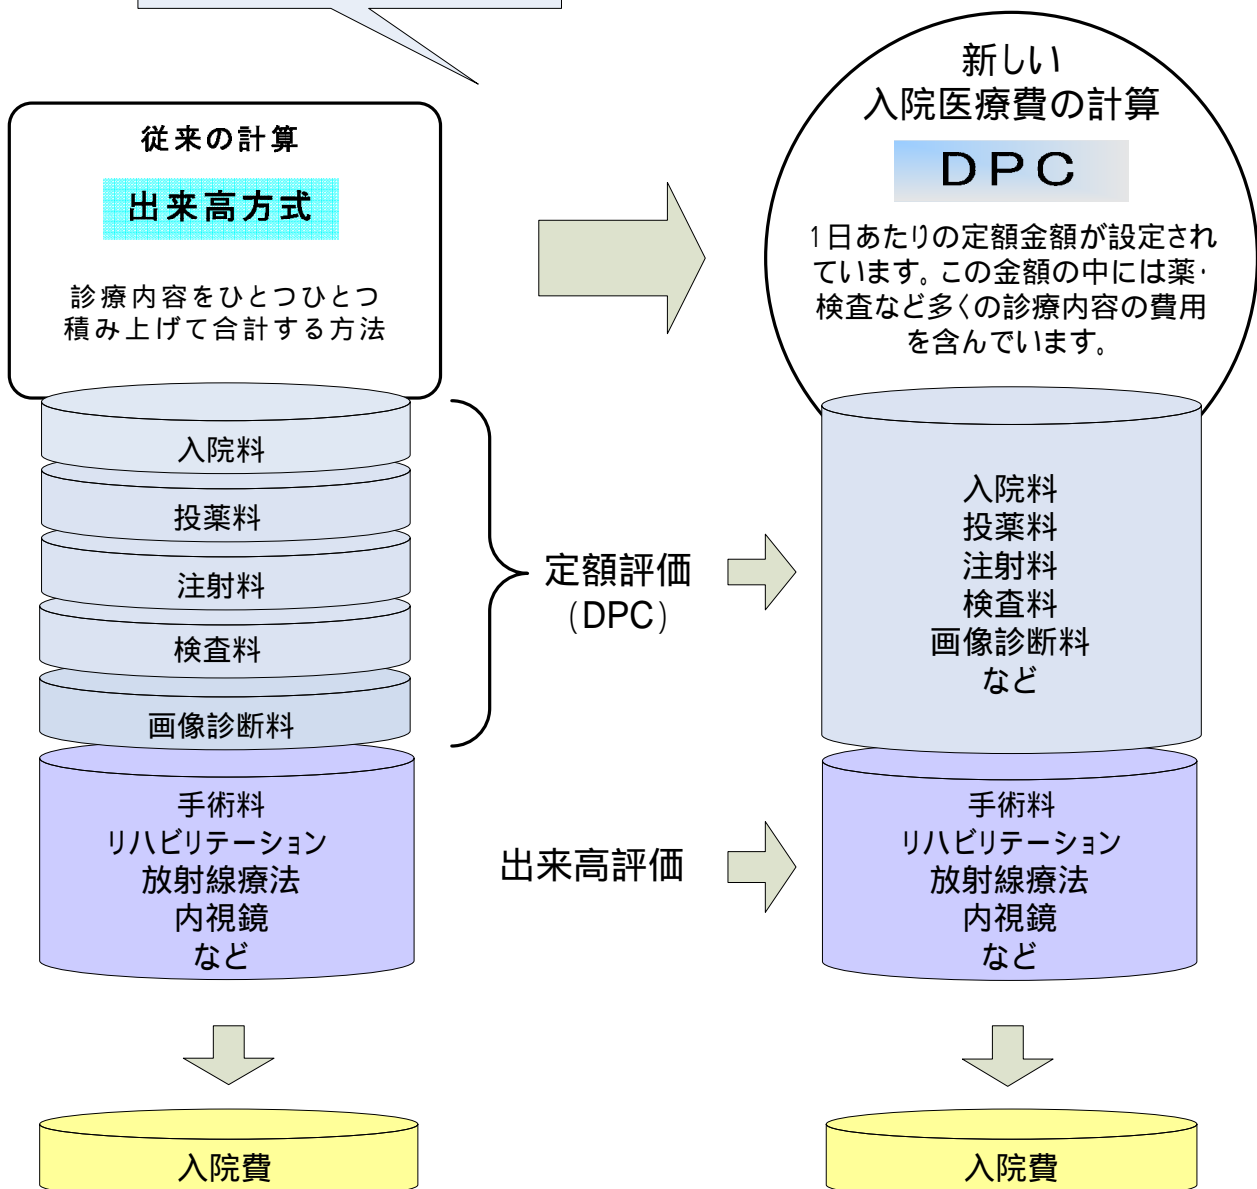 従来の計算
出来高方式
診療内容をひとつひとつ
積み上げて合計する方法
入院料
投薬料
注射料
検査料
画像診断料
手術料
リハビリテーション
放射線療法
内視鏡
など
入院費
定額評価
(DPC)
出来高評価
新しい
入院医療費の計算
DPC
1日あたりの定額金額が設定され
ています。この金額の中には薬・
検査など多くの診療内容の費用
を含んでいます。
入院料
投薬料
注射料
検査料
画像診断料
など
手術料
リハビリテーション
放射線療法
内視鏡
など
入院費